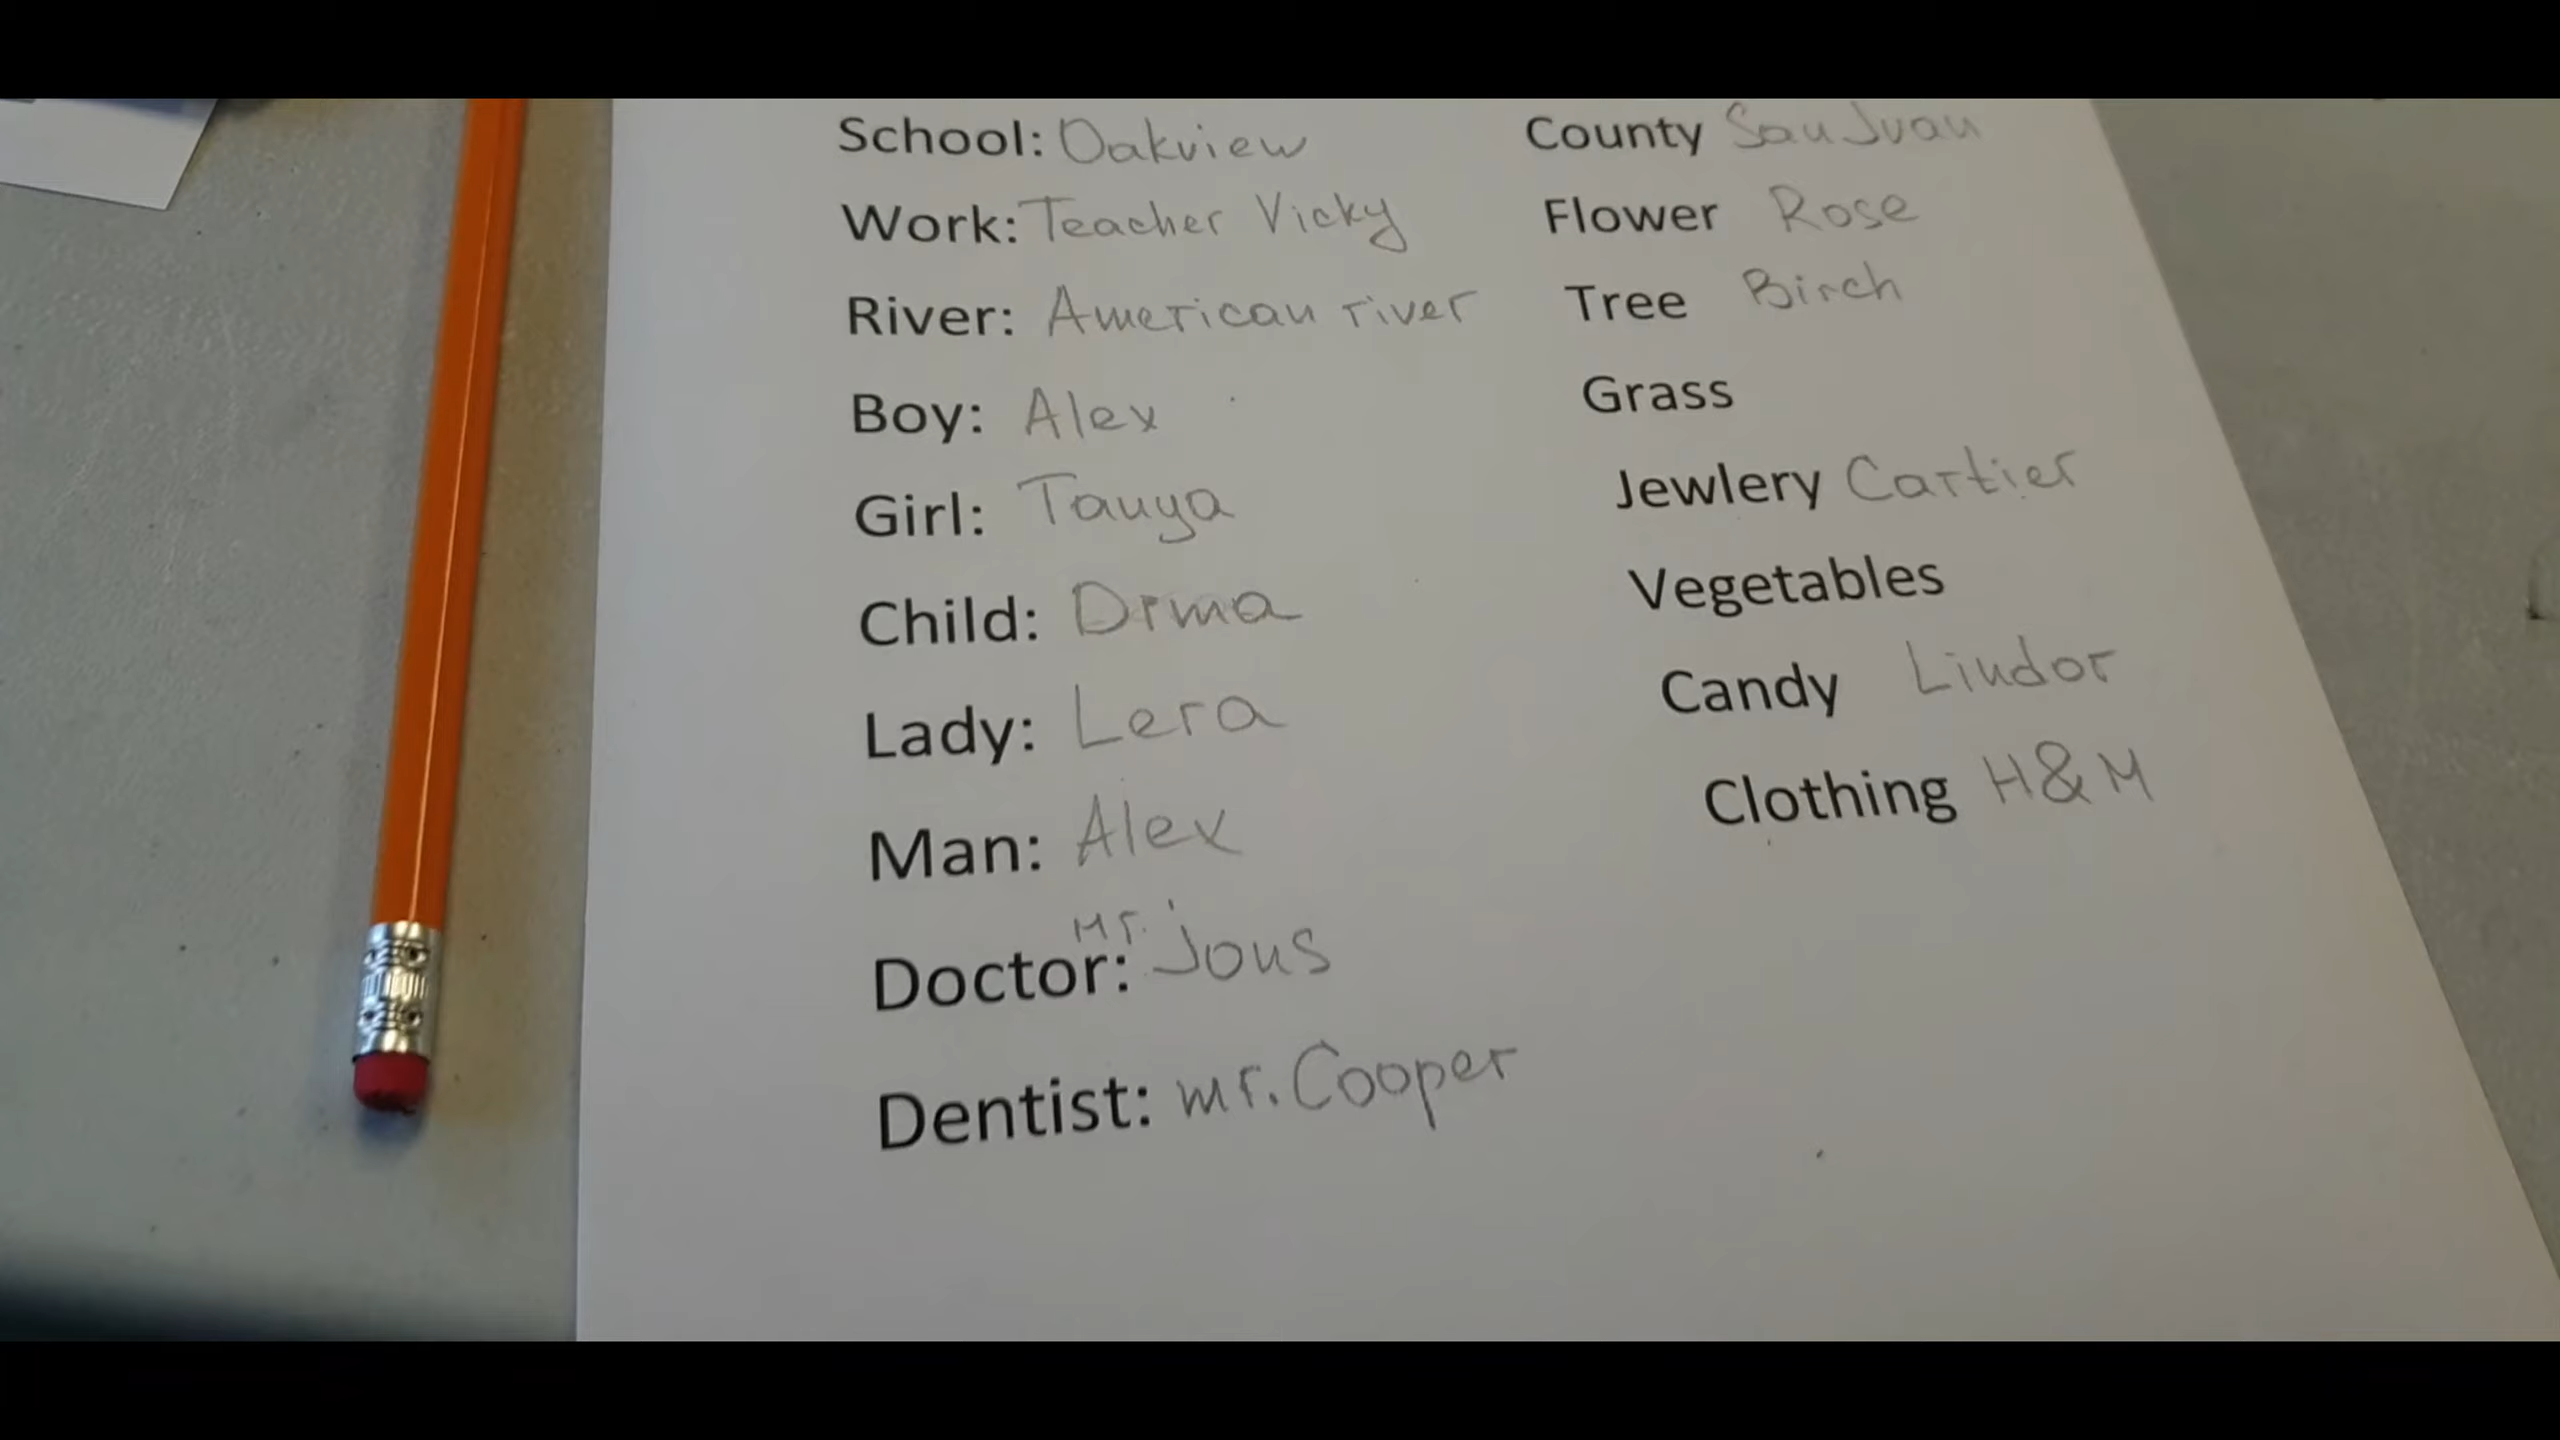 School: Oakview
Work: Teacher Vicky
River: American river
Boy: Alex
Girl: Tanya
Child: Dima
Lady: Lera
Man: Alex
Doctor: Mr. Jons
Dentist: mr. Cooper
County San Juan
Flower Rose
Tree Birch
Grass
Jewlery Cartier
Vegetables
Candy Lindor
Clothing H&M